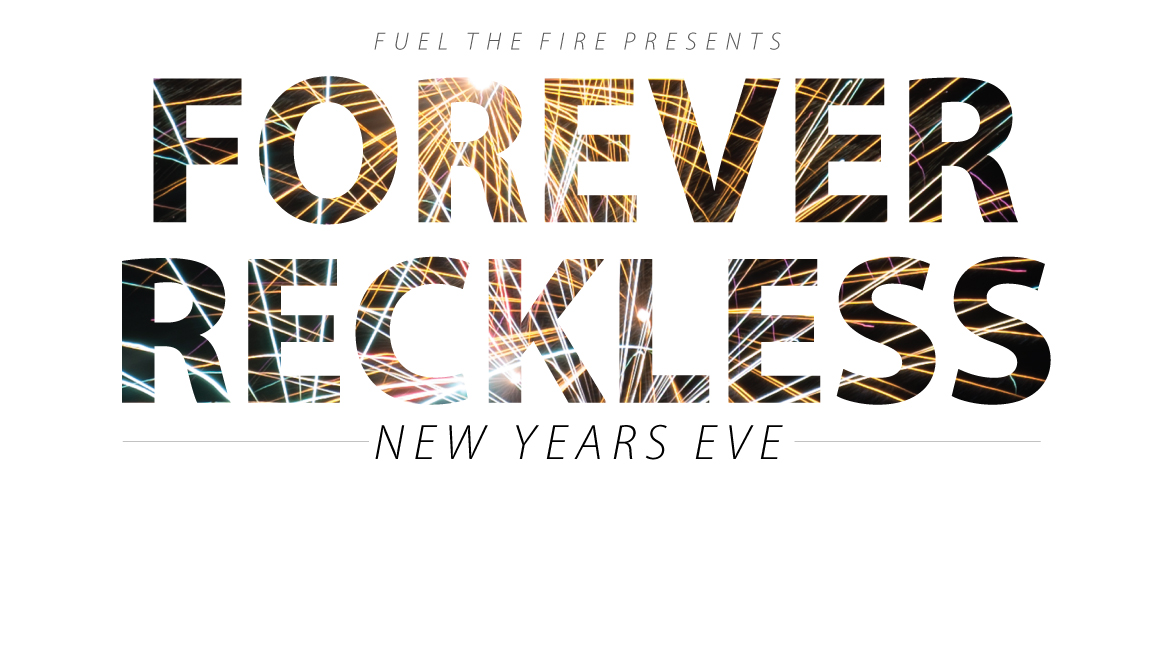 FUEL THE FIRE PRESENTS
FOREVER
RECKLESS
NEW YEARS EVE